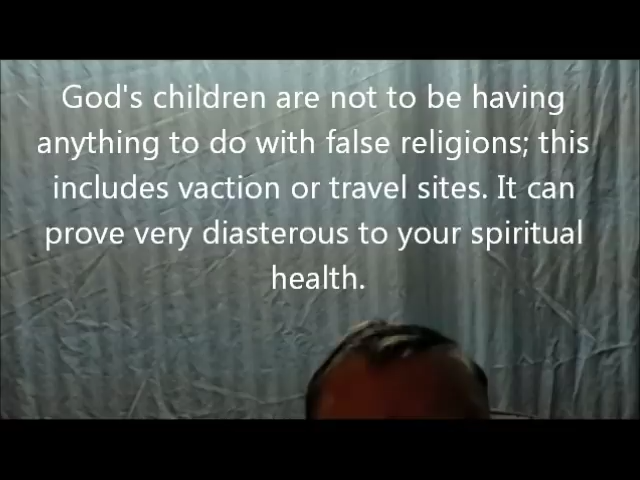 God's children are not to be having
anything to do with false religions; this
includes vaction or travel sites. It can
prove very diasterous to your spiritual
health.